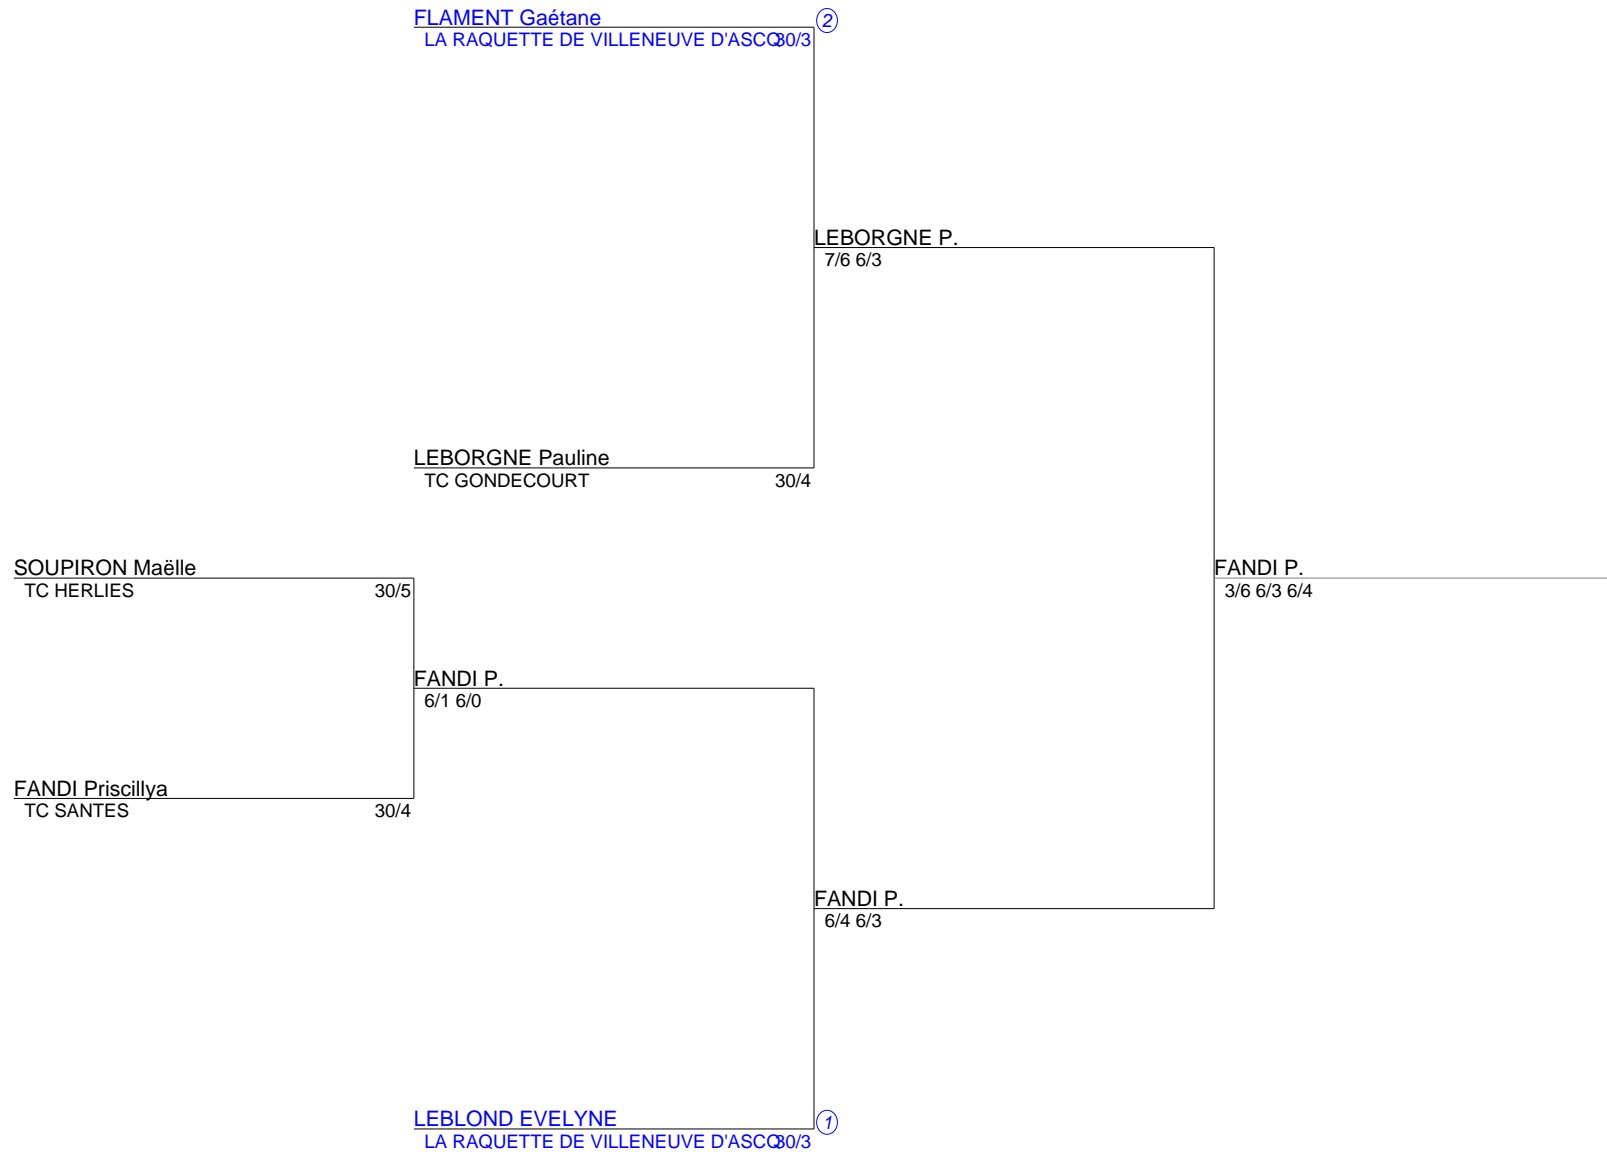 FLAMENT Gaétane
2
LA RAQUETTE DE VILLENEUVE D'ASCQ 30/3
LEBORGNE P.
7/6 6/3
LEBORGNE Pauline
TC GONDECOURT 30/4
SOUPIRON Maëlle
TC HERLIES 30/5
FANDI P.
3/6 6/3 6/4
FANDI P.
6/1 6/0
FANDI Priscillya
TC SANTES 30/4
FANDI P.
6/4 6/3
LEBLOND EVELYNE
1
LA RAQUETTE DE VILLENEUVE D'ASCQ 30/3